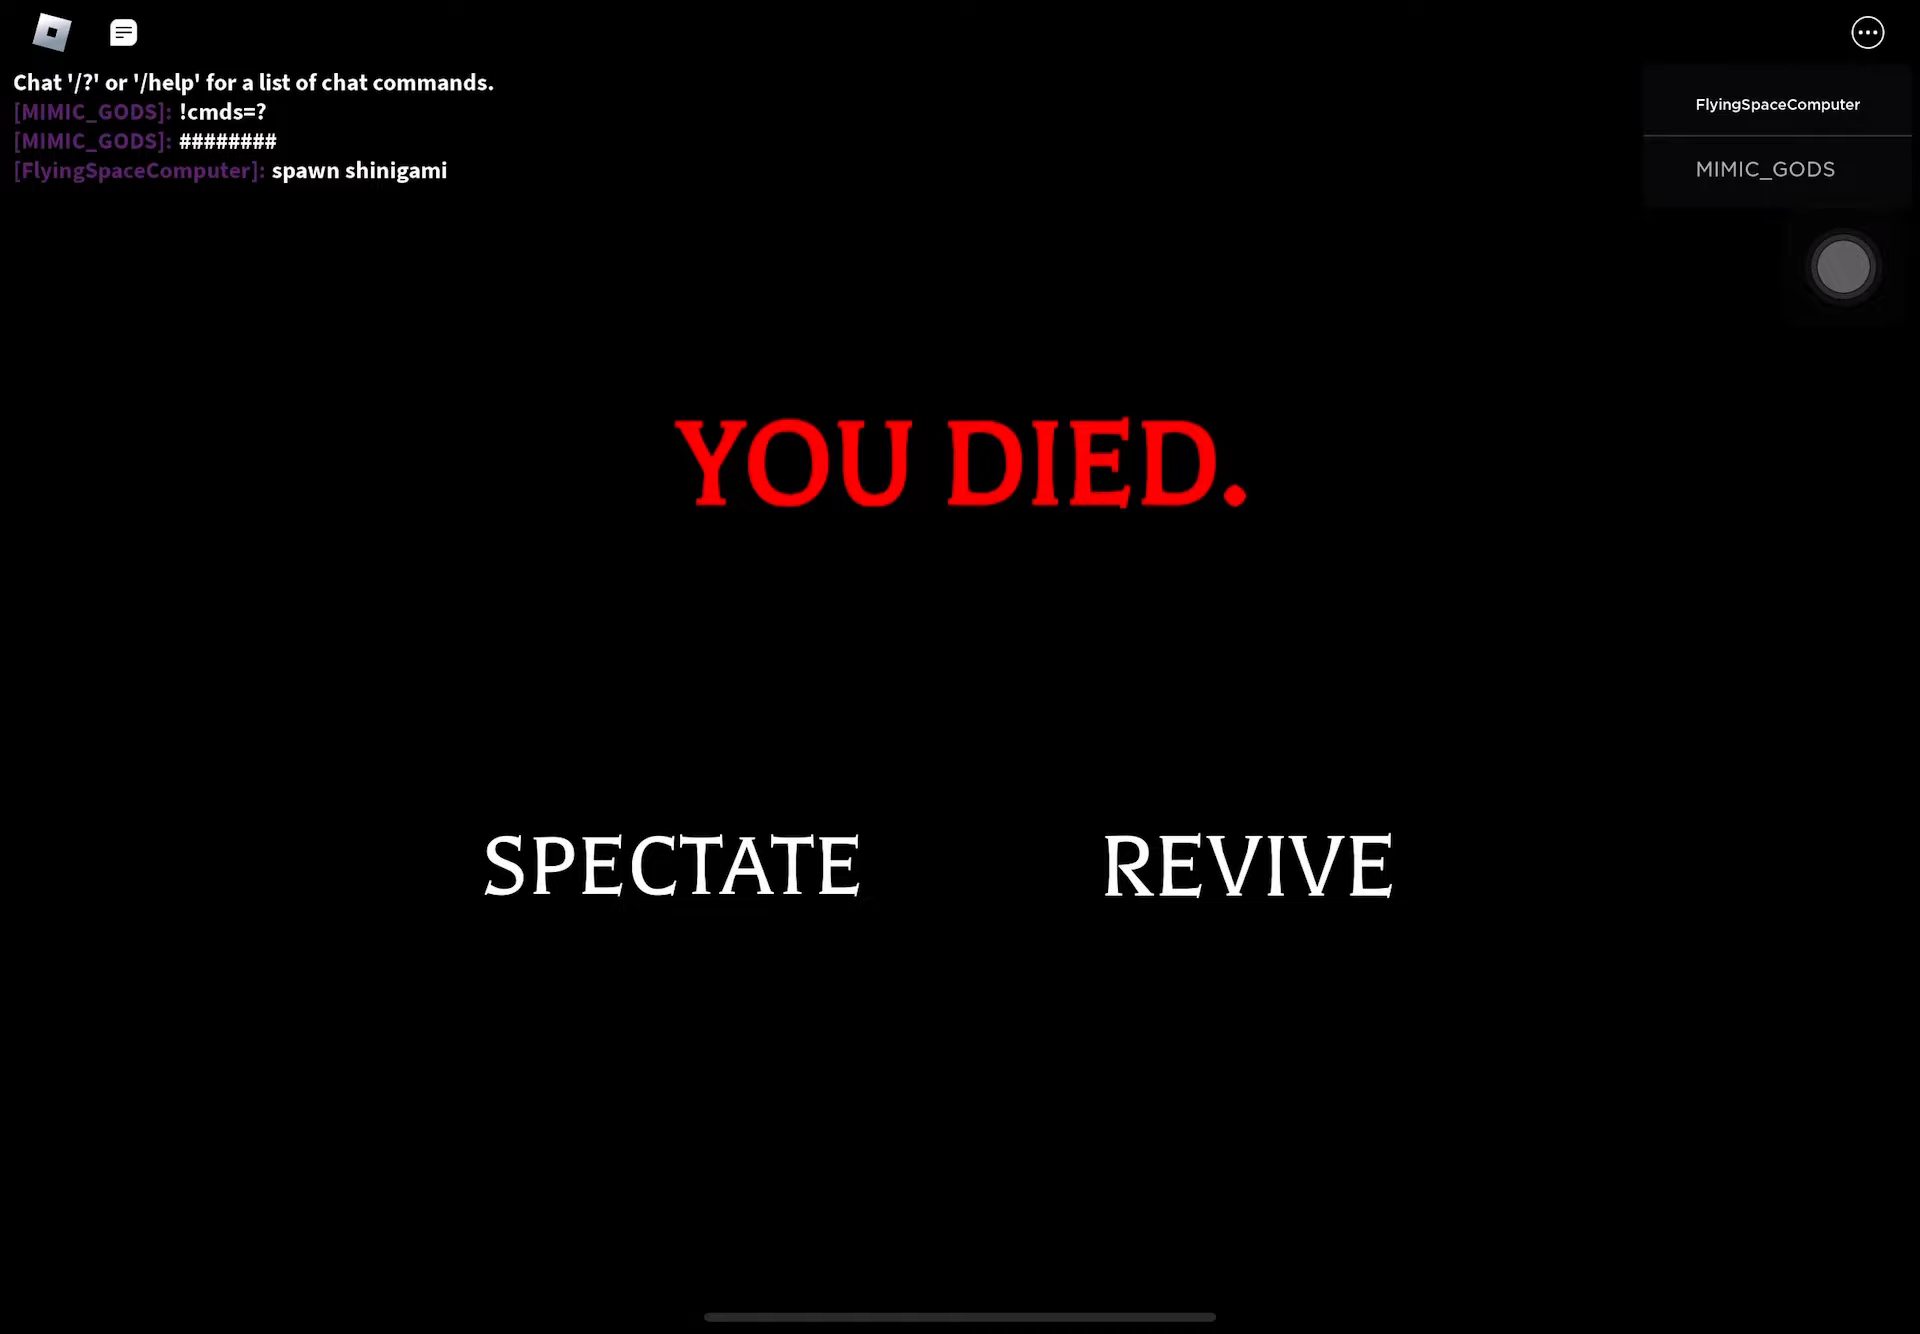 Chat '/?' or '/help' for a list of chat commands.
[MIMIC_GODS]: !cmds=?
[MIMIC_GODS]: ########
[FlyingSpaceComputer]: spawn shinigami
FlyingSpaceComputer
MIMIC_GODS
YOU DIED.
SPECTATE
REVIVE